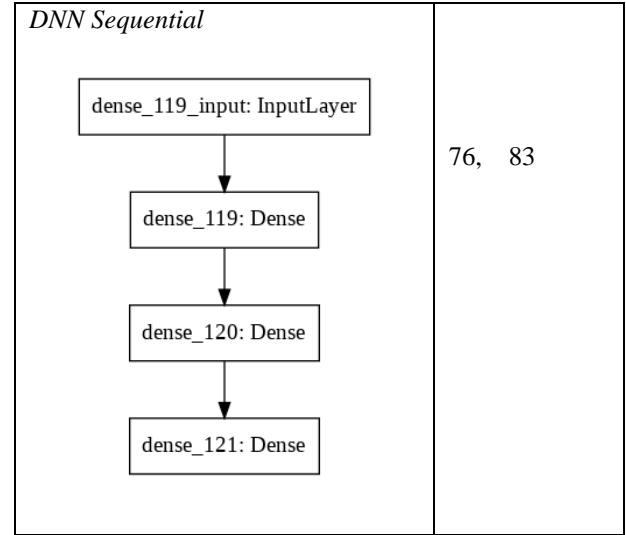 DNN Sequential
dense_119_input: InputLayer
76, 83
dense_119: Dense
dense_120: Dense
dense_121: Dense